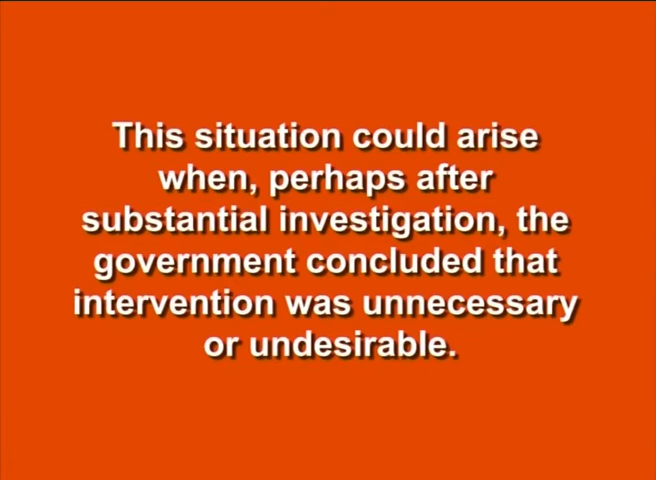 This situation could arise
when, perhaps after
substantial investigation, the
government concluded that
intervention was unnecessary
or undesirable.